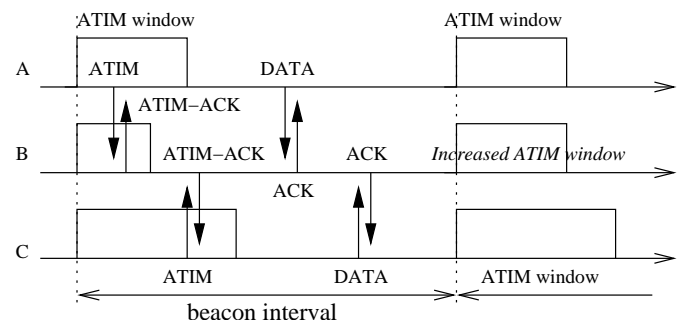 ATIM window ATIM window
A ATIM DATA
ATIM−ACK
B ATIM−ACK ACK Increased ATIM window
ACK
C
ATIM DATA ATIM window
beacon interval